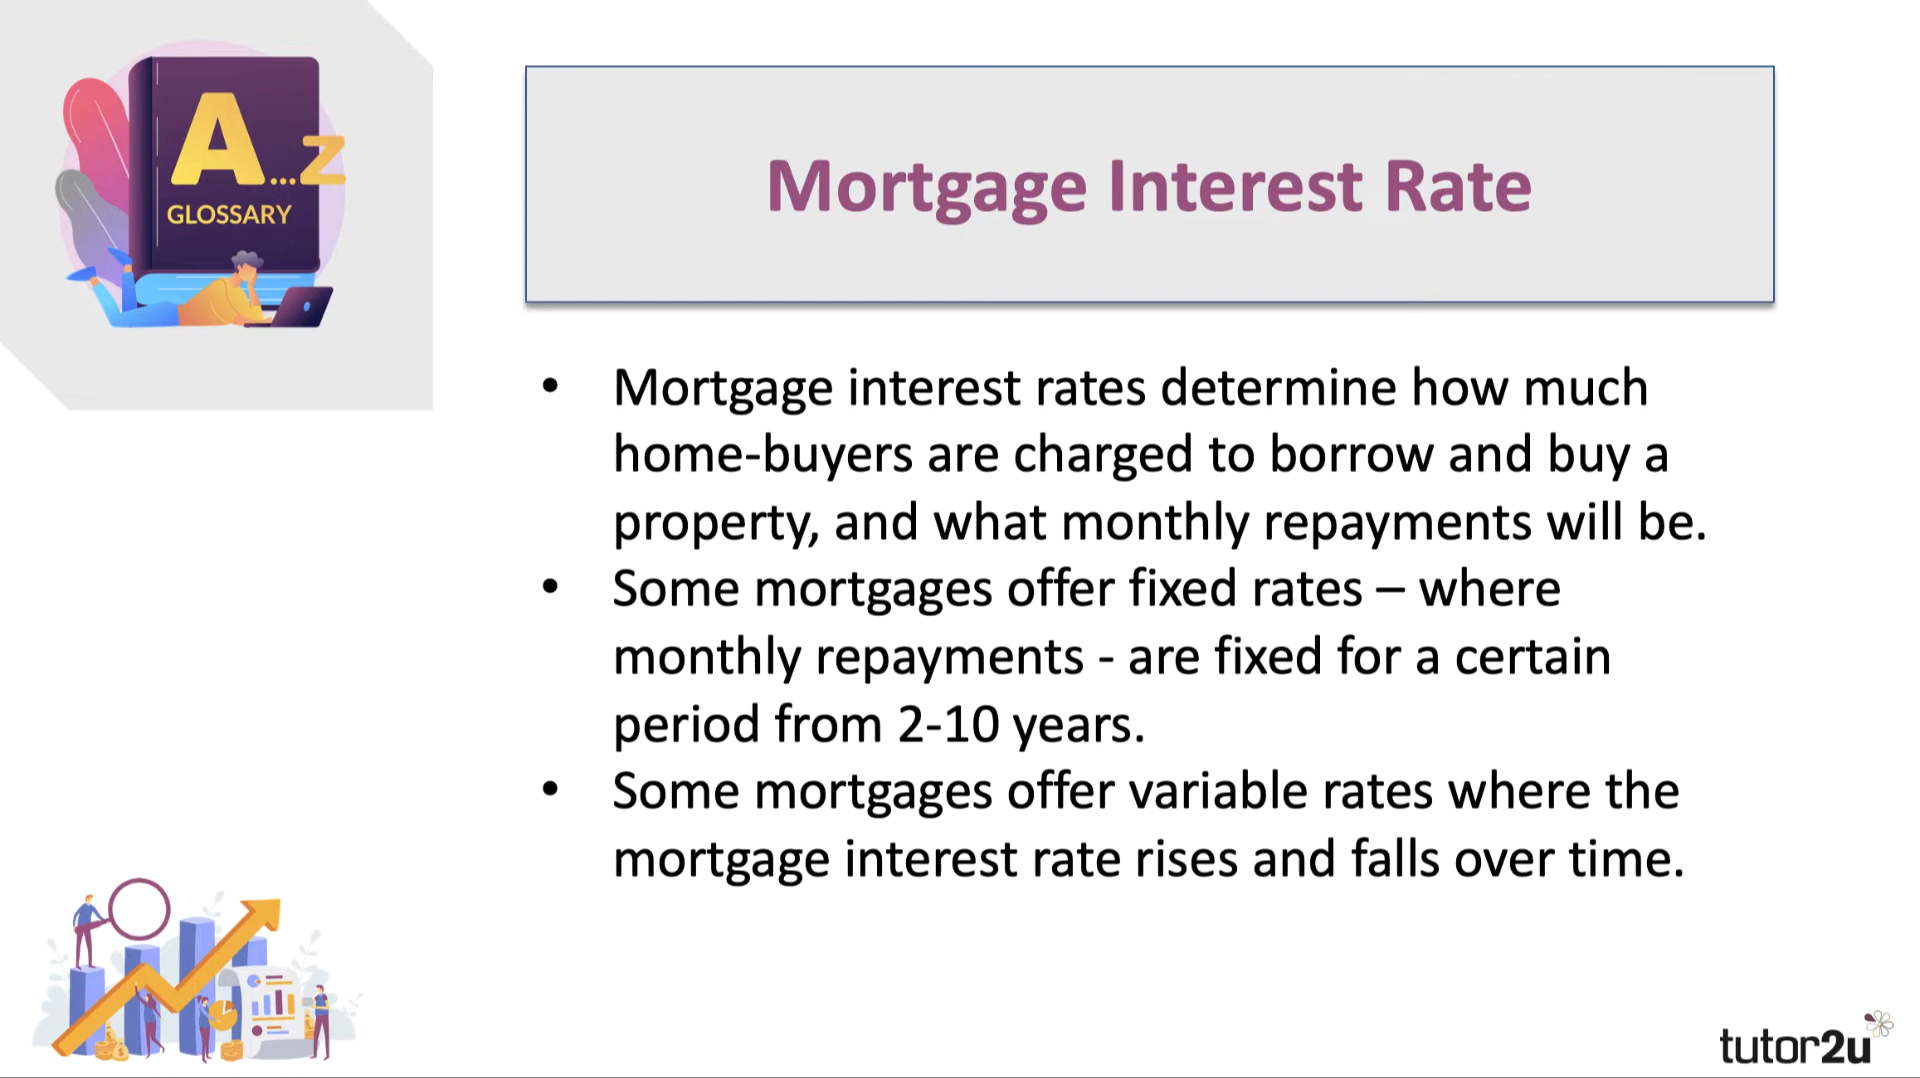 A...Z
GLOSSARY
Mortgage Interest Rate
• Mortgage interest rates determine how much
home-buyers are charged to borrow and buy a
property, and what monthly repayments will be.
• Some mortgages offer fixed rates – where
monthly repayments - are fixed for a certain
period from 2-10 years.
• Some mortgages offer variable rates where the
mortgage interest rate rises and falls over time.
tutor2u